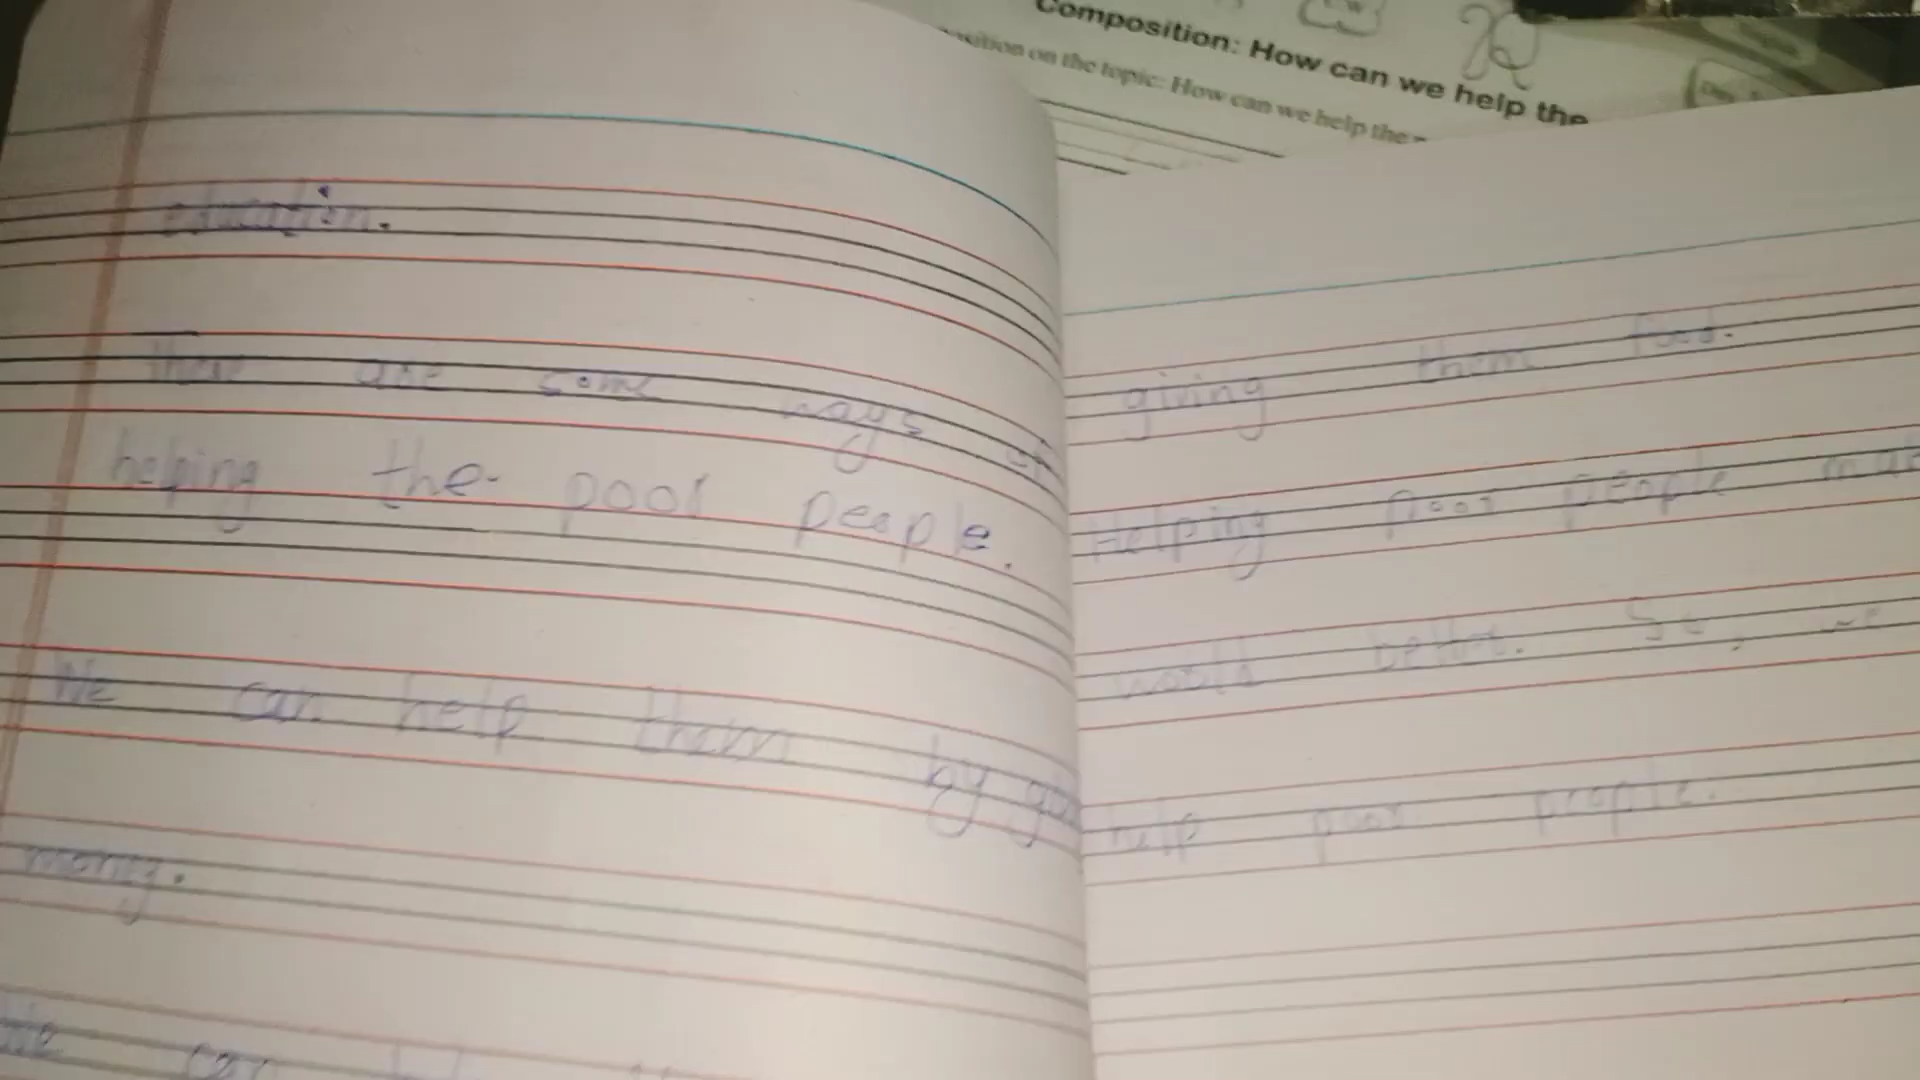 Composition: How can we help the
on the topic: How can we help the
education.
There are some ways of
helping the poor people.
We can help them by
money.
can
giving them food.
Helping poor people
world better. So, we
help poor people.